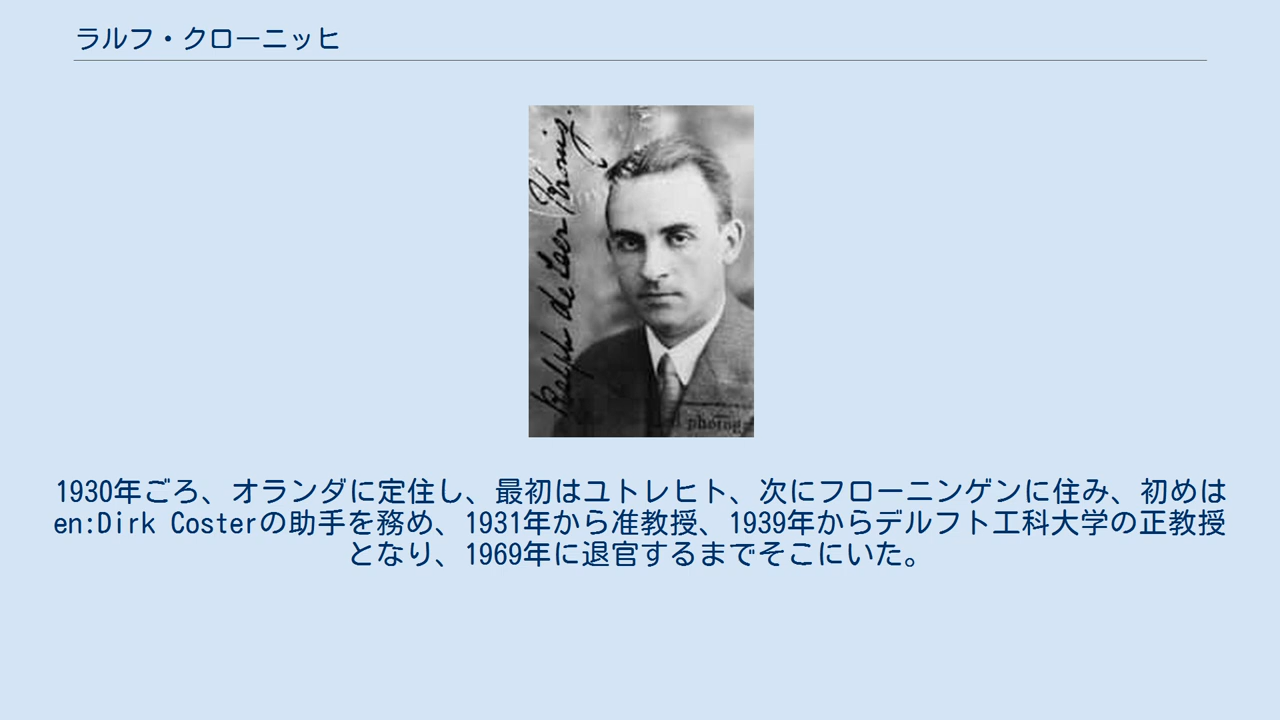 ラルフ・クローニッヒ
Ralph de Laer Kronig.
photog
1930年ごろ、オランダに定住し、最初はユトレヒト、次にフローニンゲンに住み、初めは
en:Dirk Costerの助手を務め、1931年から准教授、1939年からデルフト工科大学の正教授
となり、1969年に退官するまでそこにいた。